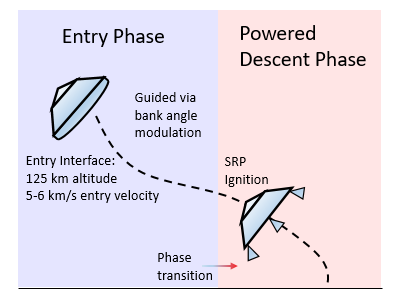 Entry Phase
Powered
Descent Phase
Guided via
bank angle
modulation
Entry Interface:
125 km altitude
5-6 km/s entry velocity
SRP
Ignition
Phase
transition